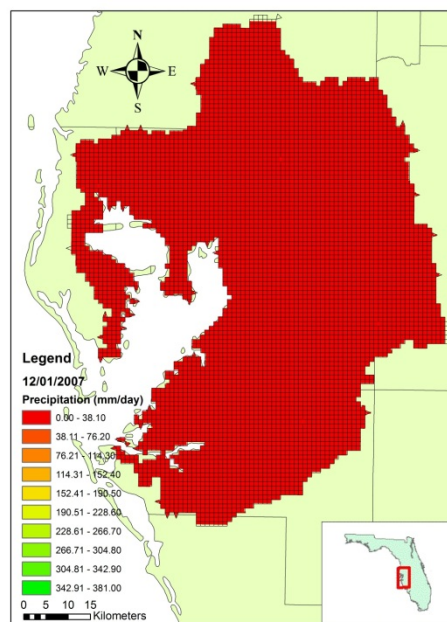 N
W E
S
Legend
12/01/2007
Precipitation (mm/day)
0.00 - 38.10
38.11 - 76.20
76.21 - 114.30
114.31 - 152.40
152.41 - 190.50
190.51 - 228.60
228.61 - 266.70
266.71 - 304.80
304.81 - 342.90
342.91 - 381.00
0 5 10 15
Kilometers